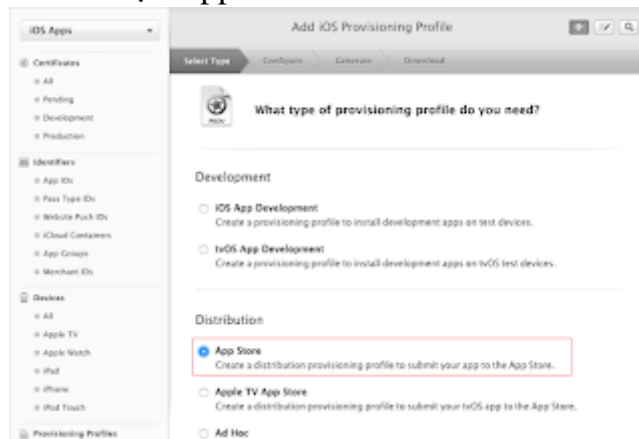 iOS Apps
Add iOS Provisioning Profile
Select Type
Configure
Generate
Download
Certificates
All
Pending
Development
Production
What type of provisioning profile do you need?
Identifiers
App IDs
Pass Type IDs
Website Push IDs
iCloud Containers
App Groups
Merchant IDs
Development
iOS App Development
Create a provisioning profile to install development apps on test devices.
tvOS App Development
Create a provisioning profile to install development apps on tvOS test devices.
Devices
All
Apple TV
Apple Watch
iPad
iPhone
iPod Touch
Provisioning Profiles
Distribution
App Store
Create a distribution provisioning profile to submit your app to the App Store.
Apple TV App Store
Create a distribution provisioning profile to submit your tvOS app to the App Store.
Ad Hoc